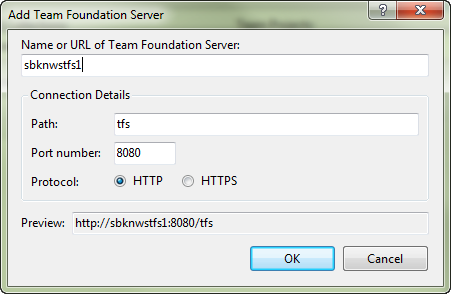 Add Team Foundation Server
Name or URL of Team Foundation Server:
sbknwstfs1
Connection Details
Path: tfs
Port number: 8080
Protocol: HTTP HTTPS
Preview: http://sbknwstfs1:8080/tfs
OK Cancel